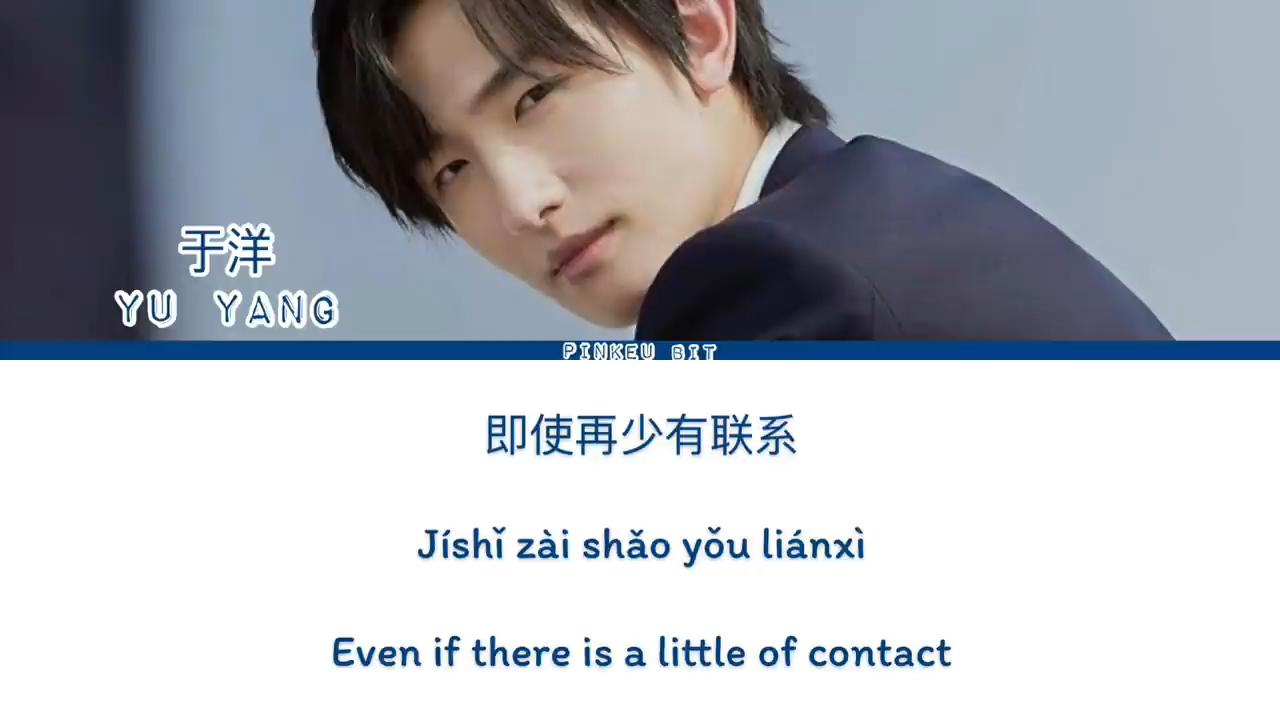 于洋
YU YANG
PINKEU BIT
即使再少有联系
Jíshǐ zài shǎo yǒu liánxì
Even if there is a little of contact